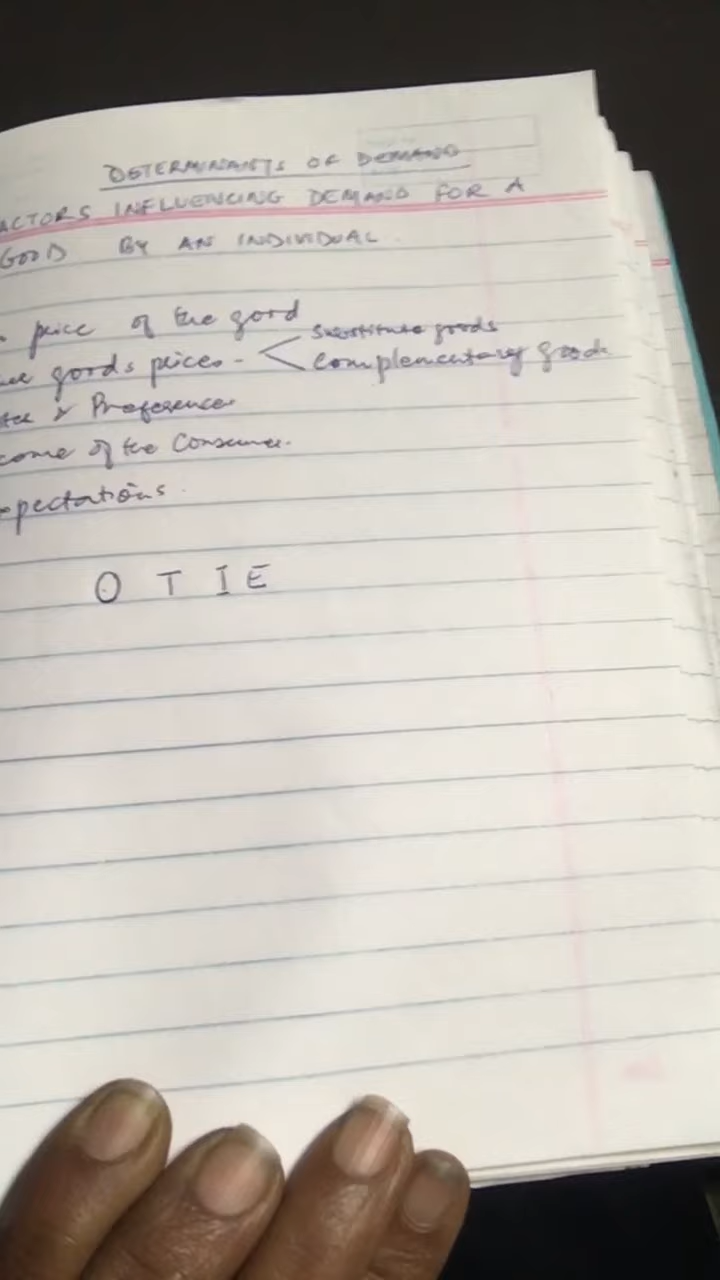 DETERMINANTS OF DEMAND
ACTORS INFLUENCING DEMAND FOR A
GOOD BY AN INDIVIDUAL.
price of the good
goods prices - substitute goods
complementary goods
& Preferences
come of the Consumer.
pectations.
O T I E